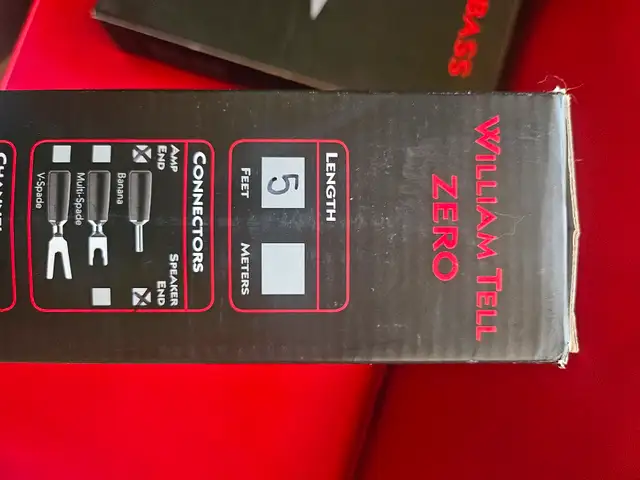 WILLIAM TELL
ZERO
LENGTH
FEET METERS
5
CONNECTORS
AMP END SPEAKER END
Banana
Multi-Spade
V-Spade
BASS